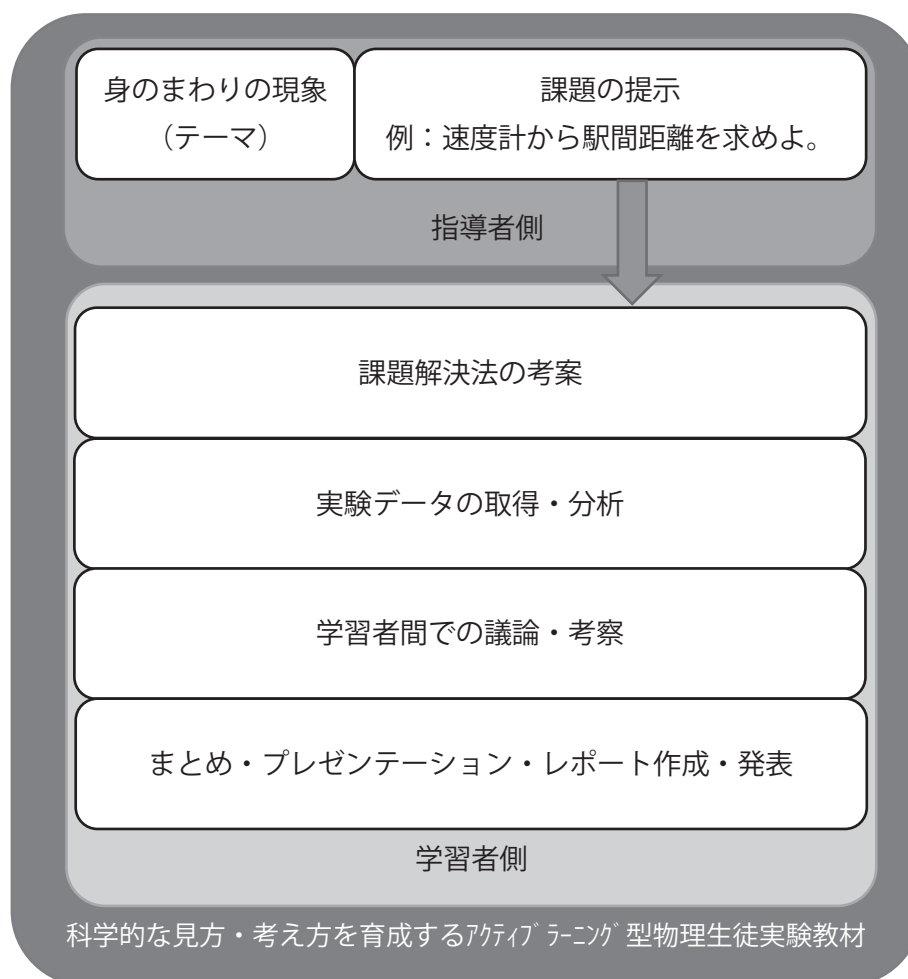 身のまわりの現象
（テーマ）
課題の提示
例：速度計から駅間距離を求めよ。
指導者側
課題解決法の考案
実験データの取得・分析
学習者間での議論・考察
まとめ・プレゼンテーション・レポート作成・発表
学習者側
科学的な見方・考え方を育成するｱｸﾃｨﾌﾞﾗｰﾆﾝｸﾞ型物理生徒実験教材